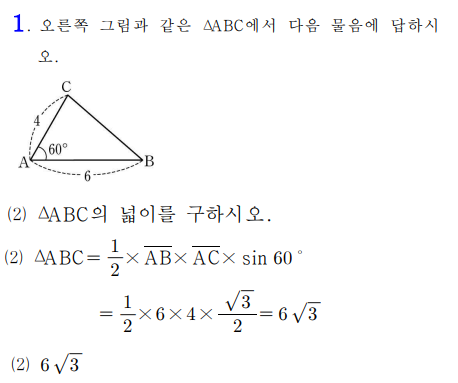 1. 오른쪽 그림과 같은 △ABC에서 다음 물음에 답하시
오.
C
4
60°
A
B
6
(2) △ABC의 넓이를 구하시오.
(2) △ABC = 1/2 × \overline{AB} × \overline{AC} × sin 60°
= 1/2 × 6 × 4 × √3/2 = 6√3
(2) 6√3